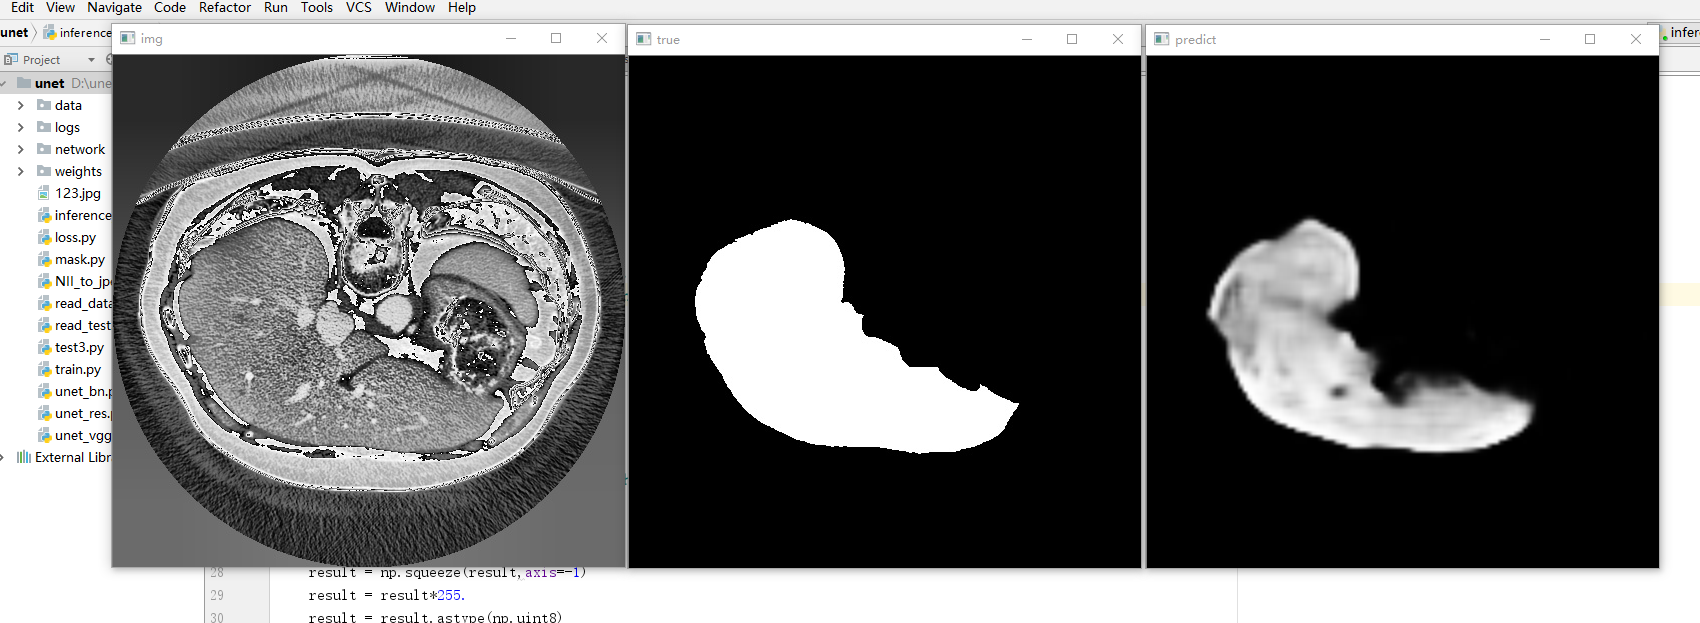 Edit View Navigate Code Refactor Run Tools VCS Window Help
unet inference
Project
unet D:\une
data
logs
network
weights
123.jpg
inference
loss.py
mask.py
NII_to_jp
read_data
read_test
test3.py
train.py
unet_bn.p
unet_res.
unet_vgg
External Libr
img
true
predict
infer
28 result = np.squeeze(result,axis=-1)
29 result = result*255.
30 result = result.astype(np.uint8)